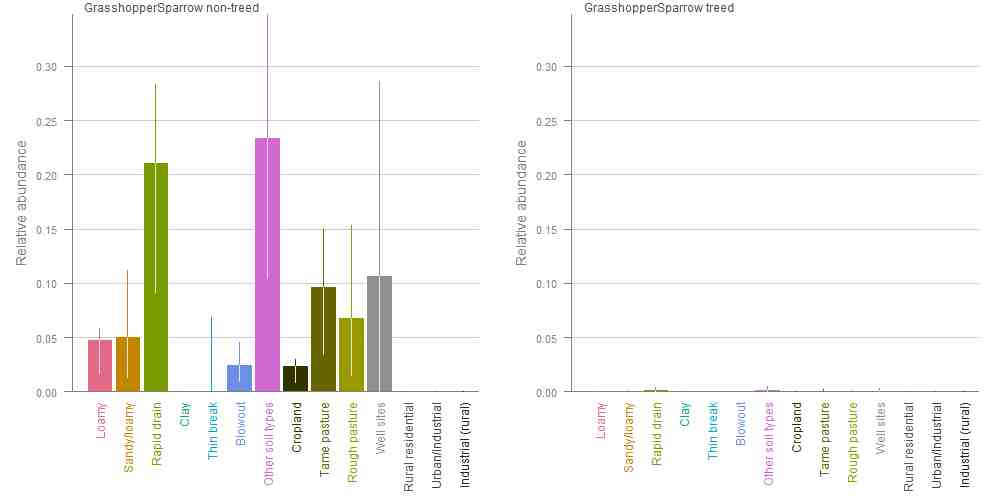 GrasshopperSparrow non-treed
Relative abundance
0.30
0.25
0.20
0.15
0.10
0.05
0.00
Loamy
Sandy/loamy
Rapid drain
Clay
Thin break
Blowout
Other soil types
Cropland
Tame pasture
Rough pasture
Well sites
Rural residential
Urban/Industrial
Industrial (rural)
GrasshopperSparrow treed
Relative abundance
0.30
0.25
0.20
0.15
0.10
0.05
0.00
Loamy
Sandy/loamy
Rapid drain
Clay
Thin break
Blowout
Other soil types
Cropland
Tame pasture
Rough pasture
Well sites
Rural residential
Urban/Industrial
Industrial (rural)